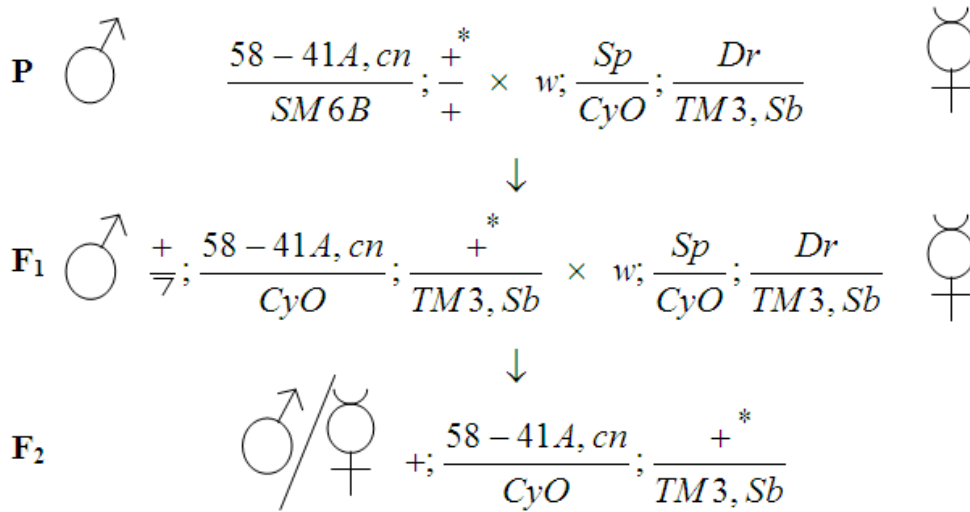 P ♂ 58 – 41A, cn / SM6B ; +* / + × w; Sp / CyO ; Dr / TM3, Sb
↓
F₁ ♂ + / 7 ; 58 – 41A, cn / CyO ; +* / TM3, Sb × w; Sp / CyO ; Dr / TM3, Sb
↓
F₂ ♂ / ☿ +; 58 – 41A, cn / CyO ; +* / TM3, Sb